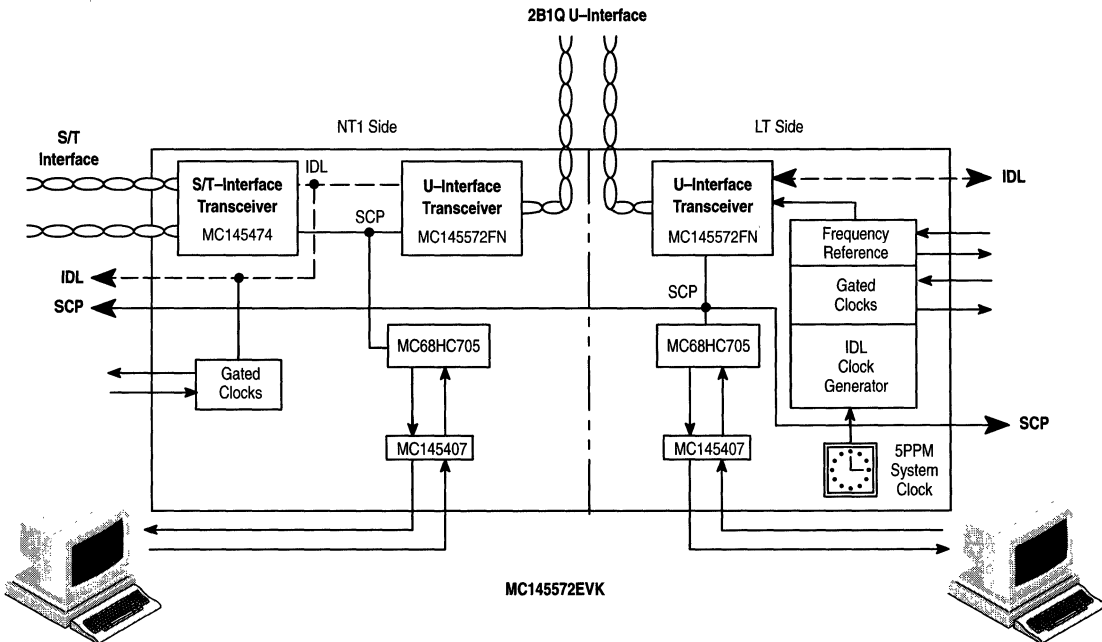 2B1Q U–Interface
NT1 Side
LT Side
S/T
Interface
S/T–Interface
Transceiver
MC145474
IDL
SCP
U–Interface
Transceiver
MC145572FN
U–Interface
Transceiver
MC145572FN
IDL
Frequency
Reference
Gated
Clocks
IDL
Clock
Generator
IDL
SCP
SCP
MC68HC705
MC68HC705
Gated
Clocks
MC145407
MC145407
5PPM
System
Clock
SCP
MC145572EVK